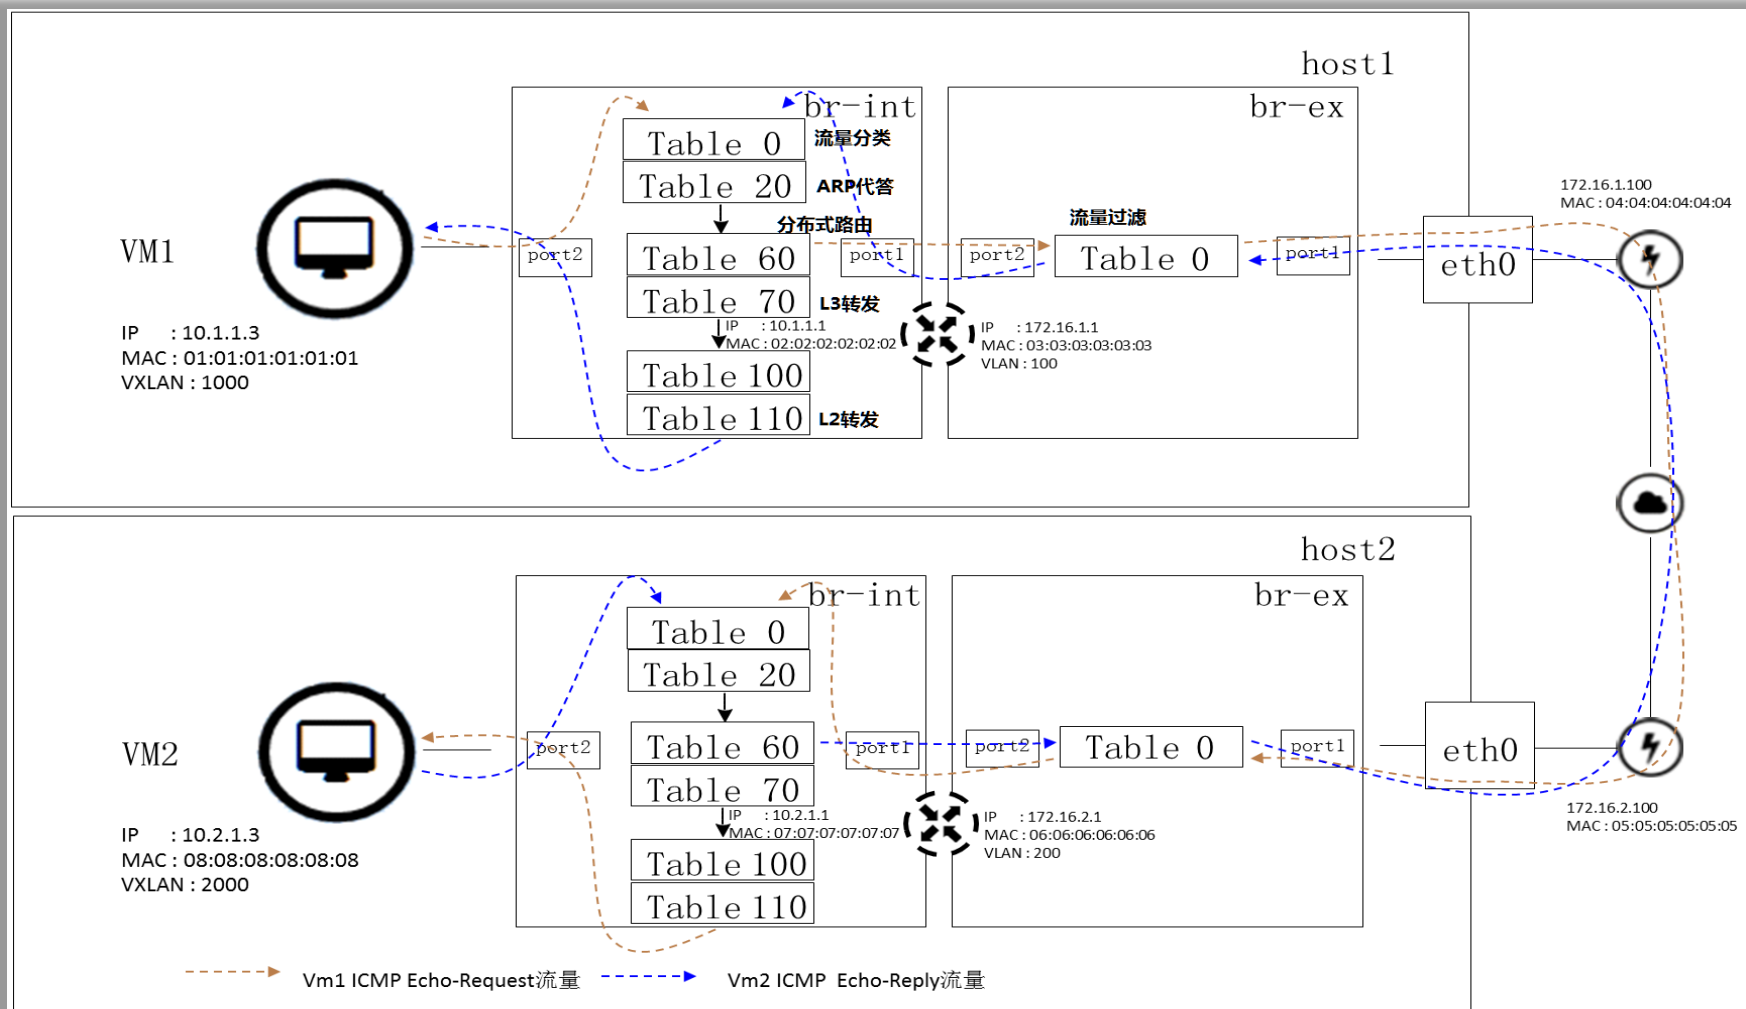 host1
br-int
br-ex
Table 0
流量分类
Table 20
ARP代答
172.16.1.100
MAC : 04:04:04:04:04:04
分布式路由
流量过滤
VM1
port2
Table 60
port1
port2
Table 0
port1
eth0
Table 70
L3转发
IP : 10.1.1.1
MAC : 02:02:02:02:02:02
IP : 172.16.1.1
MAC : 03:03:03:03:03:03
VLAN : 100
IP : 10.1.1.3
MAC : 01:01:01:01:01:01
VXLAN : 1000
Table 100
Table 110
L2转发
host2
br-int
br-ex
Table 0
Table 20
VM2
port2
Table 60
port1
port2
Table 0
port1
eth0
Table 70
IP : 10.2.1.1
MAC : 07:07:07:07:07:07
IP : 172.16.2.1
MAC : 06:06:06:06:06:06
VLAN : 200
172.16.2.100
MAC : 05:05:05:05:05:05
IP : 10.2.1.3
MAC : 08:08:08:08:08:08
VXLAN : 2000
Table 100
Table 110
Vm1 ICMP Echo-Request流量
Vm2 ICMP Echo-Reply流量